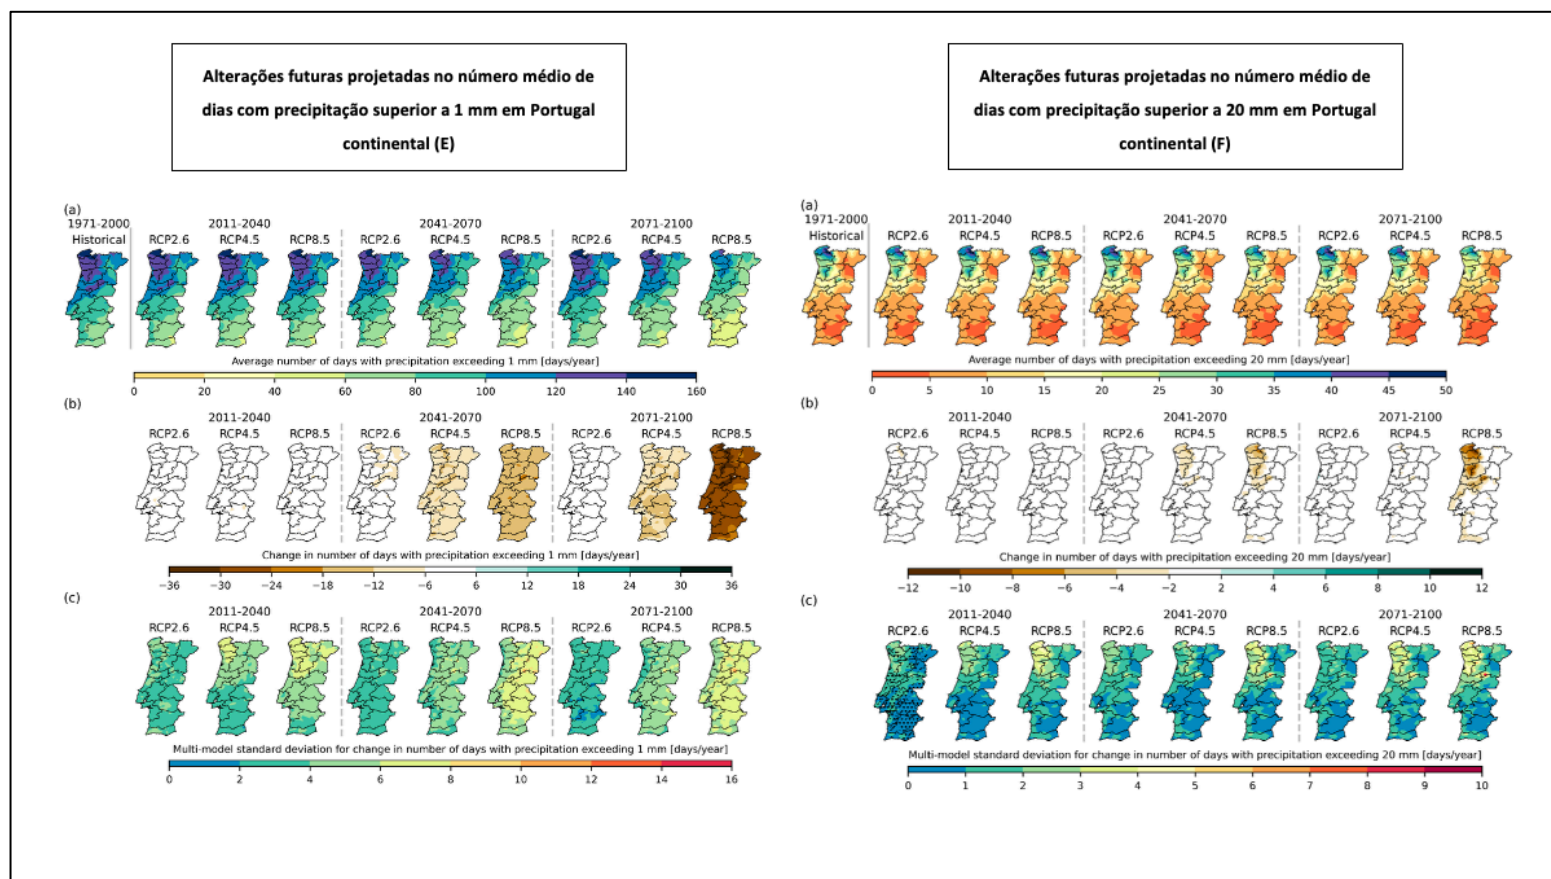 Alterações futuras projetadas no número médio de
dias com precipitação superior a 1 mm em Portugal
continental (E)
(a)
1971-2000 2011-2040 2041-2070 2071-2100
Historical RCP2.6 RCP4.5 RCP8.5 RCP2.6 RCP4.5 RCP8.5 RCP2.6 RCP4.5 RCP8.5
Average number of days with precipitation exceeding 1 mm [days/year]
0 20 40 60 80 100 120 140 160
(b)
2011-2040 2041-2070 2071-2100
RCP2.6 RCP4.5 RCP8.5 RCP2.6 RCP4.5 RCP8.5 RCP2.6 RCP4.5 RCP8.5
Change in number of days with precipitation exceeding 1 mm [days/year]
−36 −30 −24 −18 −12 −6 6 12 18 24 30 36
(c)
2011-2040 2041-2070 2071-2100
RCP2.6 RCP4.5 RCP8.5 RCP2.6 RCP4.5 RCP8.5 RCP2.6 RCP4.5 RCP8.5
Multi-model standard deviation for change in number of days with precipitation exceeding 1 mm [days/year]
0 2 4 6 8 10 12 14 16
Alterações futuras projetadas no número médio de
dias com precipitação superior a 20 mm em Portugal
continental (F)
(a)
1971-2000 2011-2040 2041-2070 2071-2100
Historical RCP2.6 RCP4.5 RCP8.5 RCP2.6 RCP4.5 RCP8.5 RCP2.6 RCP4.5 RCP8.5
Average number of days with precipitation exceeding 20 mm [days/year]
0 5 10 15 20 25 30 35 40 45 50
(b)
2011-2040 2041-2070 2071-2100
RCP2.6 RCP4.5 RCP8.5 RCP2.6 RCP4.5 RCP8.5 RCP2.6 RCP4.5 RCP8.5
Change in number of days with precipitation exceeding 20 mm [days/year]
−12 −10 −8 −6 −4 −2 2 4 6 8 10 12
(c)
2011-2040 2041-2070 2071-2100
RCP2.6 RCP4.5 RCP8.5 RCP2.6 RCP4.5 RCP8.5 RCP2.6 RCP4.5 RCP8.5
Multi-model standard deviation for change in number of days with precipitation exceeding 20 mm [days/year]
0 1 2 3 4 5 6 7 8 9 10